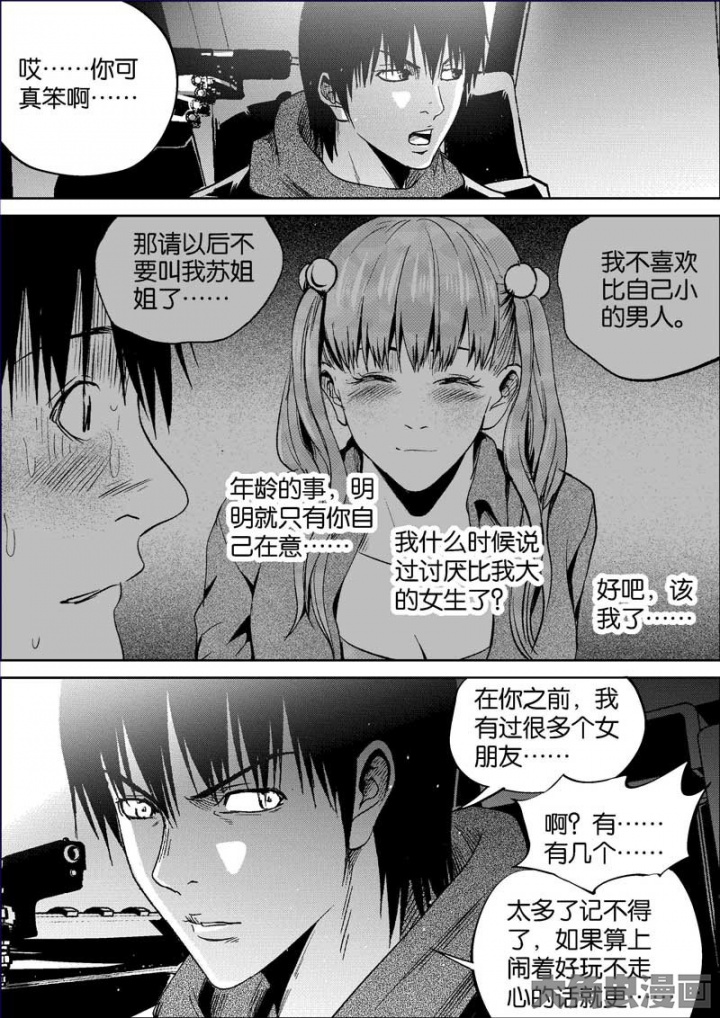 哎……你可
真笨啊……
那请以后不
要叫我苏姐
姐了……
我不喜欢
比自己小
的男人。
年龄的事，明
明就只有你自
己在意……
我什么时候说
过讨厌比我大
的女生了？
好吧，该
我了……
在你之前，我
有过很多个女
朋友……
啊？有……
有几个……
太多了记不得
了，如果算上
闹着好玩不走
心的话就更…
漫画